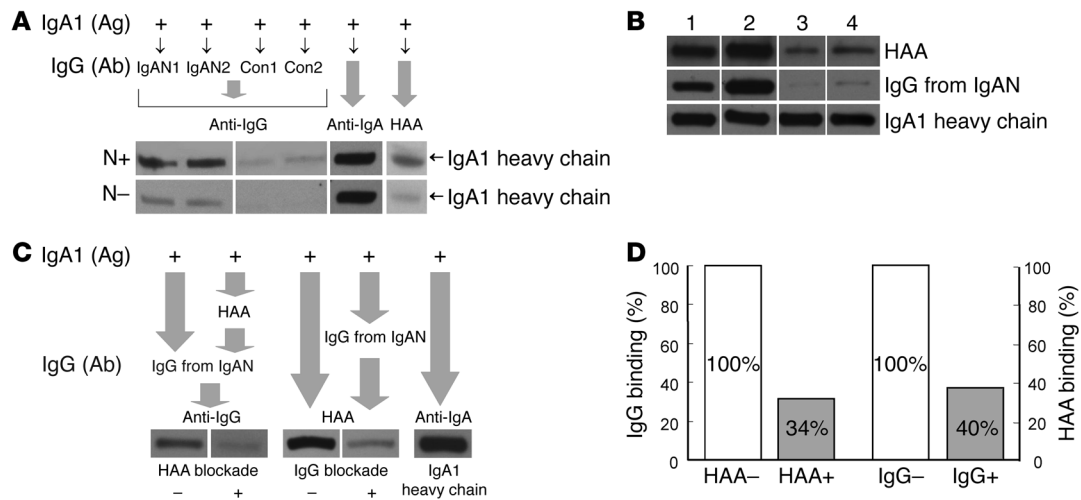 A
IgA1 (Ag) + + + + + +
↓ ↓ ↓ ↓ ↓ ↓
IgG (Ab) IgAN1 IgAN2 Con1 Con2
Anti-IgG Anti-IgA HAA
N+ ←IgA1 heavy chain
N– ←IgA1 heavy chain
B
1 2 3 4
HAA
IgG from IgAN
IgA1 heavy chain
C
IgA1 (Ag) + + + + +
HAA
IgG from IgAN
IgG (Ab) IgG from IgAN
Anti-IgG HAA Anti-IgA
HAA blockade IgG blockade IgA1
heavy chain
– + – +
D
100 100
80 80
60 60
40 40
20 20
0 0
IgG binding (%)
HAA binding (%)
100% 34% 100% 40%
HAA– HAA+ IgG– IgG+